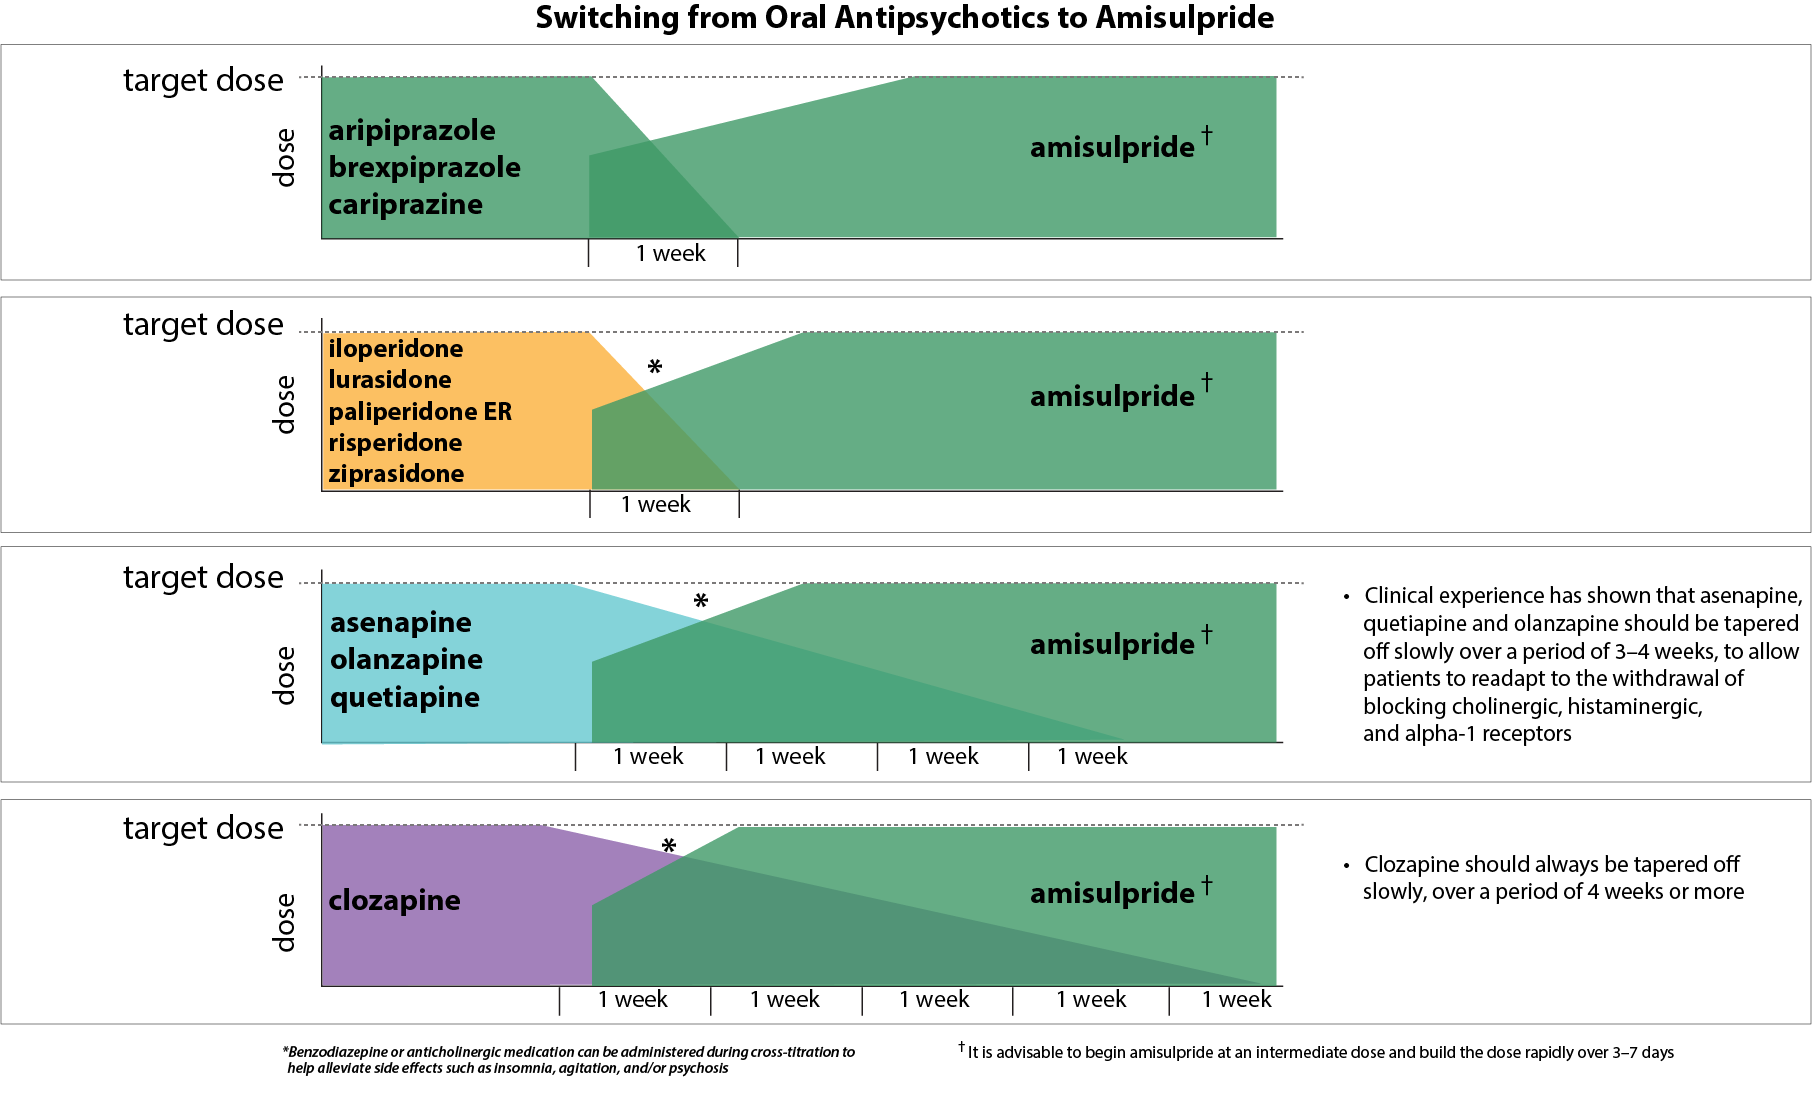 Switching from Oral Antipsychotics to Amisulpride
target dose
dose
aripiprazole
brexpiprazole
cariprazine
amisulpride †
1 week
target dose
dose
iloperidone
lurasidone
paliperidone ER
risperidone
ziprasidone
*
amisulpride †
1 week
target dose
dose
asenapine
olanzapine
quetiapine
*
amisulpride †
1 week 1 week 1 week 1 week
• Clinical experience has shown that asenapine,
quetiapine and olanzapine should be tapered
off slowly over a period of 3–4 weeks, to allow
patients to readapt to the withdrawal of
blocking cholinergic, histaminergic,
and alpha-1 receptors
target dose
dose
clozapine
*
amisulpride †
1 week 1 week 1 week 1 week 1 week
• Clozapine should always be tapered off
slowly, over a period of 4 weeks or more
*Benzodiazepine or anticholinergic medication can be administered during cross-titration to
help alleviate side effects such as insomnia, agitation, and/or psychosis
† It is advisable to begin amisulpride at an intermediate dose and build the dose rapidly over 3–7 days